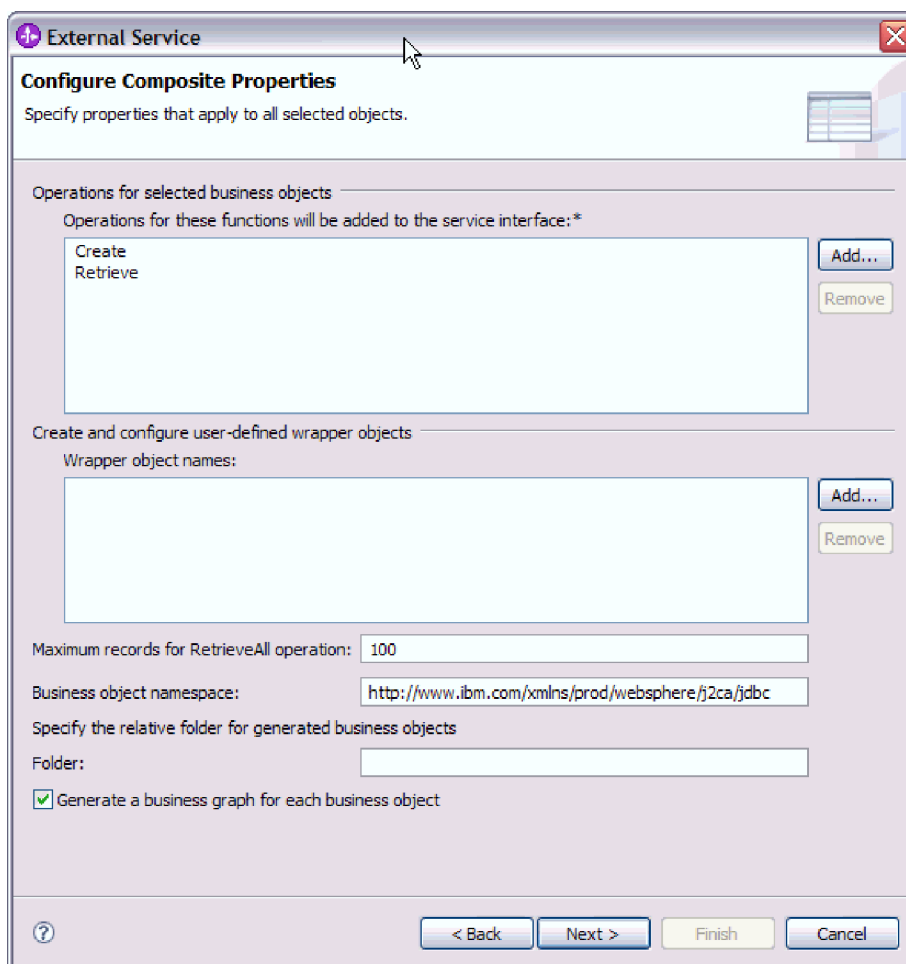 External Service
Configure Composite Properties
Specify properties that apply to all selected objects.
Operations for selected business objects
Operations for these functions will be added to the service interface:*
Create
Retrieve
Add...
Remove
Create and configure user-defined wrapper objects
Wrapper object names:
Add...
Remove
Maximum records for RetrieveAll operation: 100
Business object namespace: http://www.ibm.com/xmlns/prod/websphere/j2ca/jdbc
Specify the relative folder for generated business objects
Folder:
Generate a business graph for each business object
? < Back Next > Finish Cancel